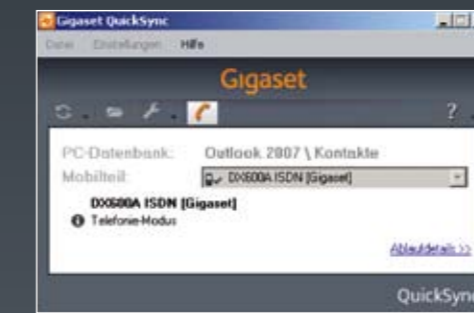 Gigaset QuickSync
Datei Einstellungen Hilfe
Gigaset
?
PC-Datenbank: Outlook 2007 \ Kontakte
Mobilteil: DX600A ISDN [Gigaset]
DX600A ISDN [Gigaset]
Telefonie-Modus
Ablaufdetails >>
QuickSync